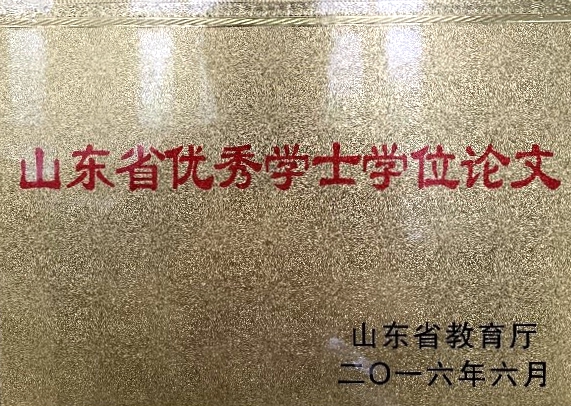 山东省优秀学士学位论文
山东省教育厅
二〇一六年六月